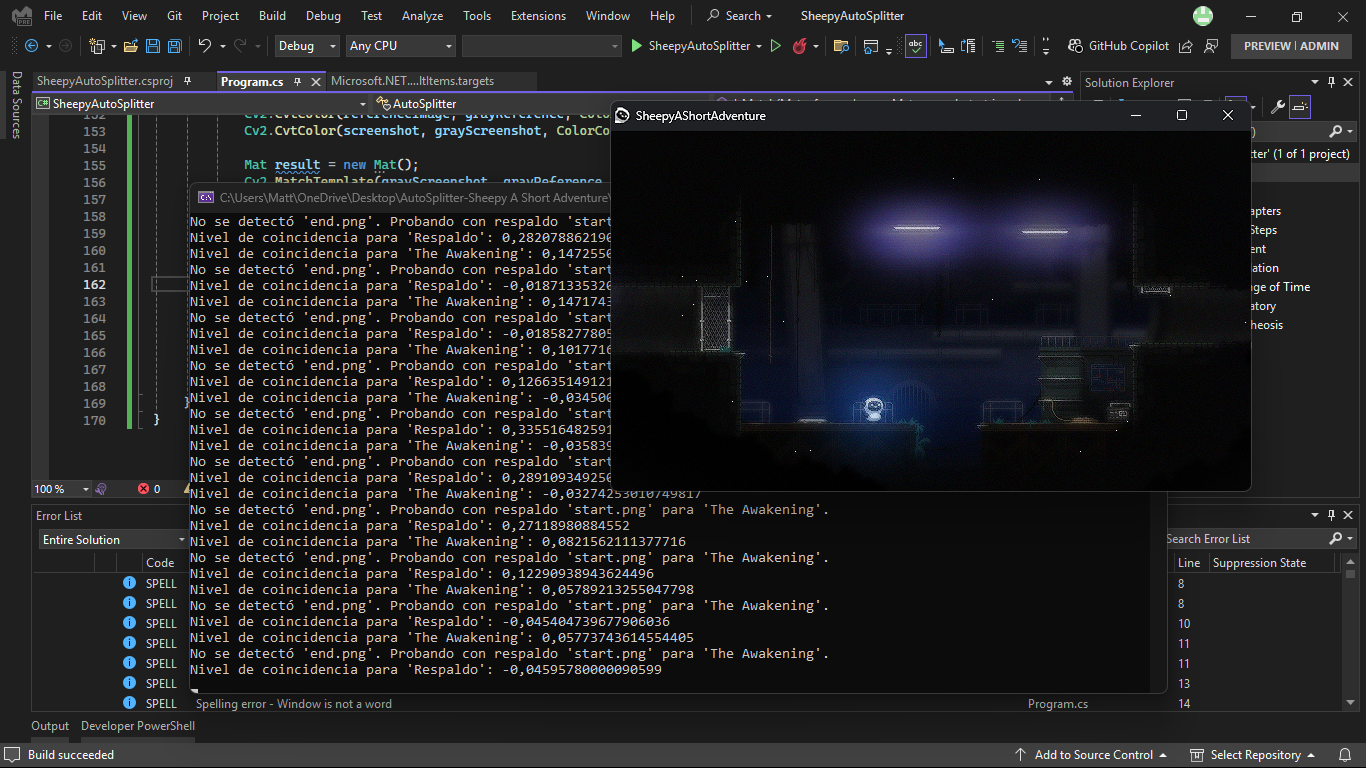 File Edit View Git Project Build Debug Test Analyze Tools Extensions Window Help Search SheepyAutoSplitter
Debug Any CPU SheepyAutoSplitter GitHub Copilot PREVIEW | ADMIN
Data Sources
SheepyAutoSplitter.csproj Program.cs Microsoft.NET....ltItems.targets
SheepyAutoSplitter AutoSplitter
Solution Explorer
SheepyAShortAdventure
152
153 Cv2.CvtColor(screenshot, grayScreenshot, ColorCo
154
155 Mat result = new Mat();
156 Cv2.MatchTemplate(grayScreenshot, grayReference,
157
158
159
160
161
162
163
164
165
166
167
168
169 }
170 }
tter' (1 of 1 project)
apters
Steps
ent
ation
nge of Time
atory
heosis
C:\Users\Matt\OneDrive\Desktop\AutoSplitter-Sheepy A Short Adventure\
No se detectó 'end.png'. Probando con respaldo 'start
Nivel de coincidencia para 'Respaldo': 0,282078862190
Nivel de coincidencia para 'The Awakening': 0,1472550
No se detectó 'end.png'. Probando con respaldo 'start
Nivel de coincidencia para 'Respaldo': -0,01871335320
Nivel de coincidencia para 'The Awakening': 0,1471743
No se detectó 'end.png'. Probando con respaldo 'start
Nivel de coincidencia para 'Respaldo': -0,01858277805
Nivel de coincidencia para 'The Awakening': 0,1017716
No se detectó 'end.png'. Probando con respaldo 'start
Nivel de coincidencia para 'Respaldo': 0,126635149121
Nivel de coincidencia para 'The Awakening': -0,034500
No se detectó 'end.png'. Probando con respaldo 'start
Nivel de coincidencia para 'Respaldo': 0,335516482591
Nivel de coincidencia para 'The Awakening': -0,035839
No se detectó 'end.png'. Probando con respaldo 'start
Nivel de coincidencia para 'Respaldo': 0,289109349250
Nivel de coincidencia para 'The Awakening': -0,03274253010749817
No se detectó 'end.png'. Probando con respaldo 'start.png' para 'The Awakening'.
Nivel de coincidencia para 'Respaldo': 0,27118980884552
Nivel de coincidencia para 'The Awakening': 0,0821562111377716
No se detectó 'end.png'. Probando con respaldo 'start.png' para 'The Awakening'.
Nivel de coincidencia para 'Respaldo': 0,12290938943624496
Nivel de coincidencia para 'The Awakening': 0,05789213255047798
No se detectó 'end.png'. Probando con respaldo 'start.png' para 'The Awakening'.
Nivel de coincidencia para 'Respaldo': -0,045404739677906036
Nivel de coincidencia para 'The Awakening': 0,05773743614554405
No se detectó 'end.png'. Probando con respaldo 'start.png' para 'The Awakening'.
Nivel de coincidencia para 'Respaldo': -0,04595780000090599
100 % 0
Error List
Entire Solution Search Error List
Code Line Suppression State
SPELL 8
SPELL 8
SPELL 10
SPELL 11
SPELL 11
SPELL 13
SPELL Spelling error - Window is not a word Program.cs 14
Output Developer PowerShell
Build succeeded Add to Source Control Select Repository